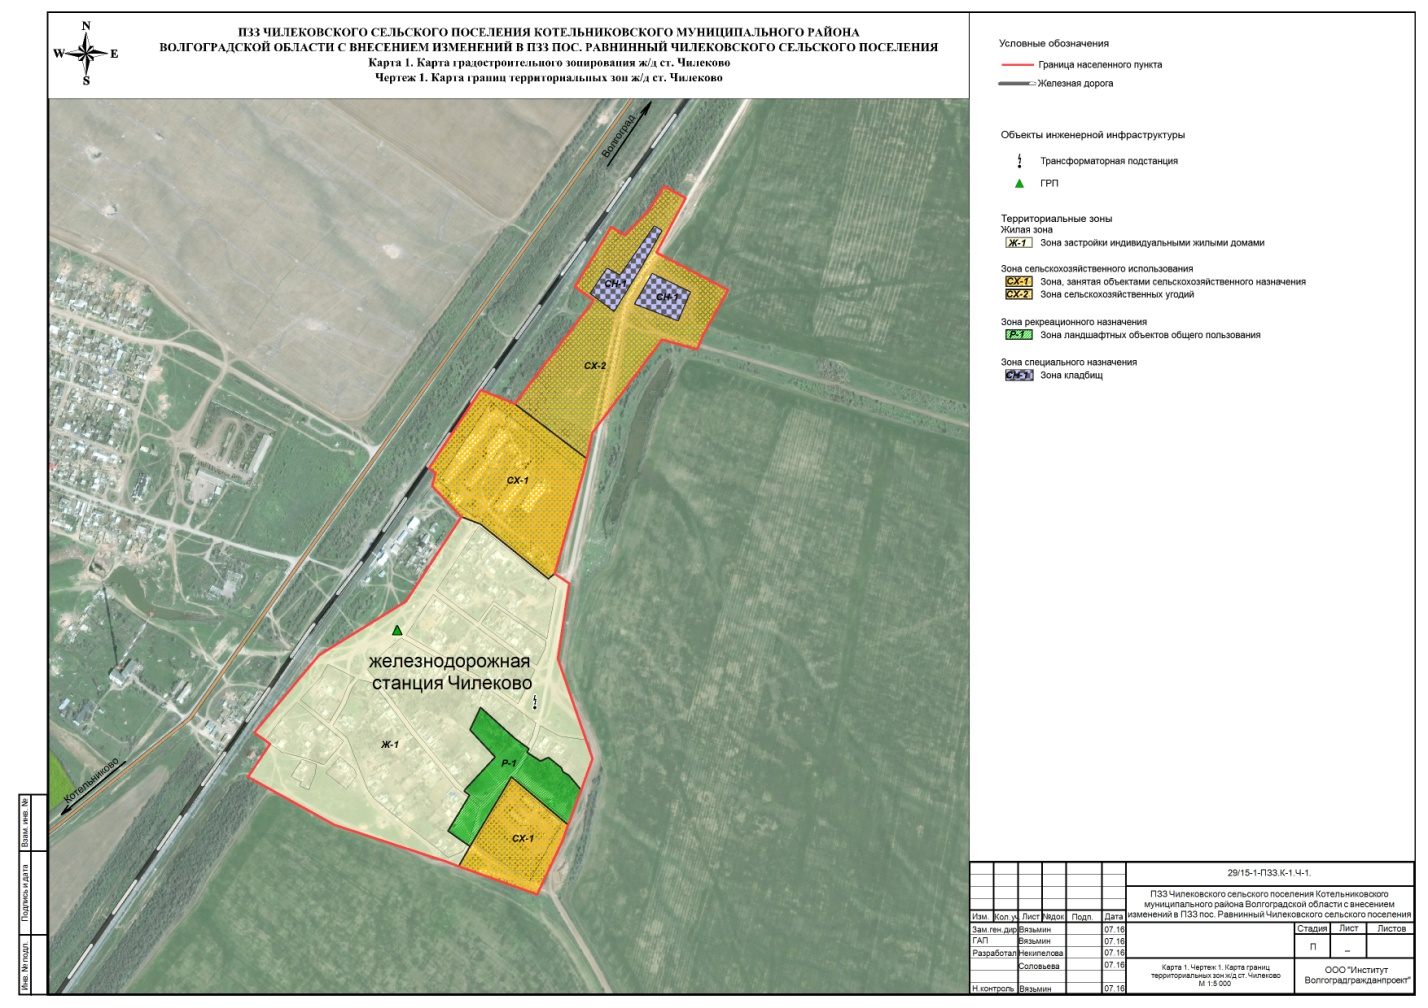 ПЗЗ ЧИЛЕКОВСКОГО СЕЛЬСКОГО ПОСЕЛЕНИЯ КОТЕЛЬНИКОВСКОГО МУНИЦИПАЛЬНОГО РАЙОНА
ВОЛГОГРАДСКОЙ ОБЛАСТИ С ВНЕСЕНИЕМ ИЗМЕНЕНИЙ В ПЗЗ ПОС. РАВНИННЫЙ ЧИЛЕКОВСКОГО СЕЛЬСКОГО ПОСЕЛЕНИЯ
Карта 1. Карта градостроительного зонирования ж/д ст. Чилеково
Чертеж 1. Карта границ территориальных зон ж/д ст. Чилеково
N
W
E
S
Волгоград
СН-1
СН-1
СХ-2
СХ-1
железнодорожная
станция Чилеково
Ж-1
Р-1
СХ-1
Котельниково
Условные обозначения
Граница населенного пункта
Железная дорога
Объекты инженерной инфраструктуры
Трансформаторная подстанция
ГРП
Территориальные зоны
Жилая зона
Ж-1 Зона застройки индивидуальными жилыми домами
Зона сельскохозяйственного использования
СХ-1 Зона, занятая объектами сельскохозяйственного назначения
СХ-2 Зона сельскохозяйственных угодий
Зона рекреационного назначения
Р-1 Зона ландшафтных объектов общего пользования
Зона специального назначения
СН-1 Зона кладбищ
Взам. инв. №
Подпись и дата
Инв. № подл.
29/15-1-ПЗЗ.К-1.Ч-1.
ПЗЗ Чилековского сельского поселения Котельниковского
муниципального района Волгоградской области с внесением
изменений в ПЗЗ пос. Равнинный Чилековского сельского поселения
Изм. Кол.уч Лист №док Подп. Дата
Зам.ген.дир Вязьмин 07.16
ГАП Вязьмин 07.16
Разработал Некипелова 07.16
Соловьева 07.16
Н.контроль Вязьмин 07.16
Стадия Лист Листов
П –
Карта 1. Чертеж 1. Карта границ
территориальных зон ж/д ст. Чилеково
М 1:5 000
ООО "Институт
Волгоградгражданпроект"